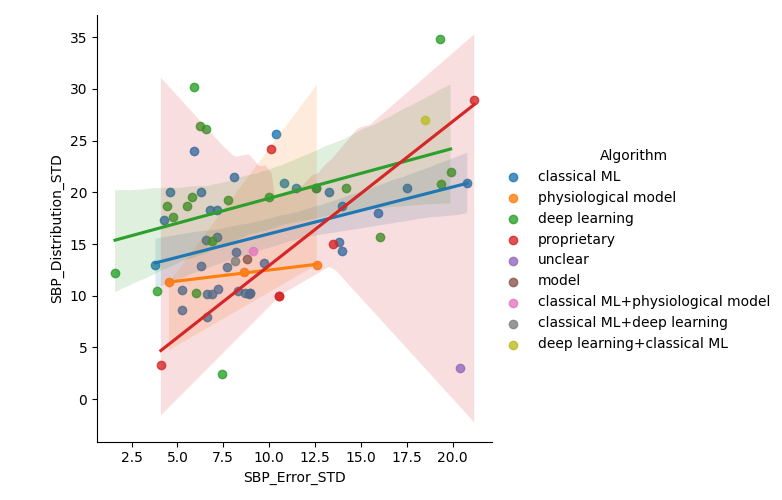 35
30
25
20
15
10
5
0
SBP_Distribution_STD
2.5 5.0 7.5 10.0 12.5 15.0 17.5 20.0
SBP_Error_STD
Algorithm
classical ML
physiological model
deep learning
proprietary
unclear
model
classical ML+physiological model
classical ML+deep learning
deep learning+classical ML